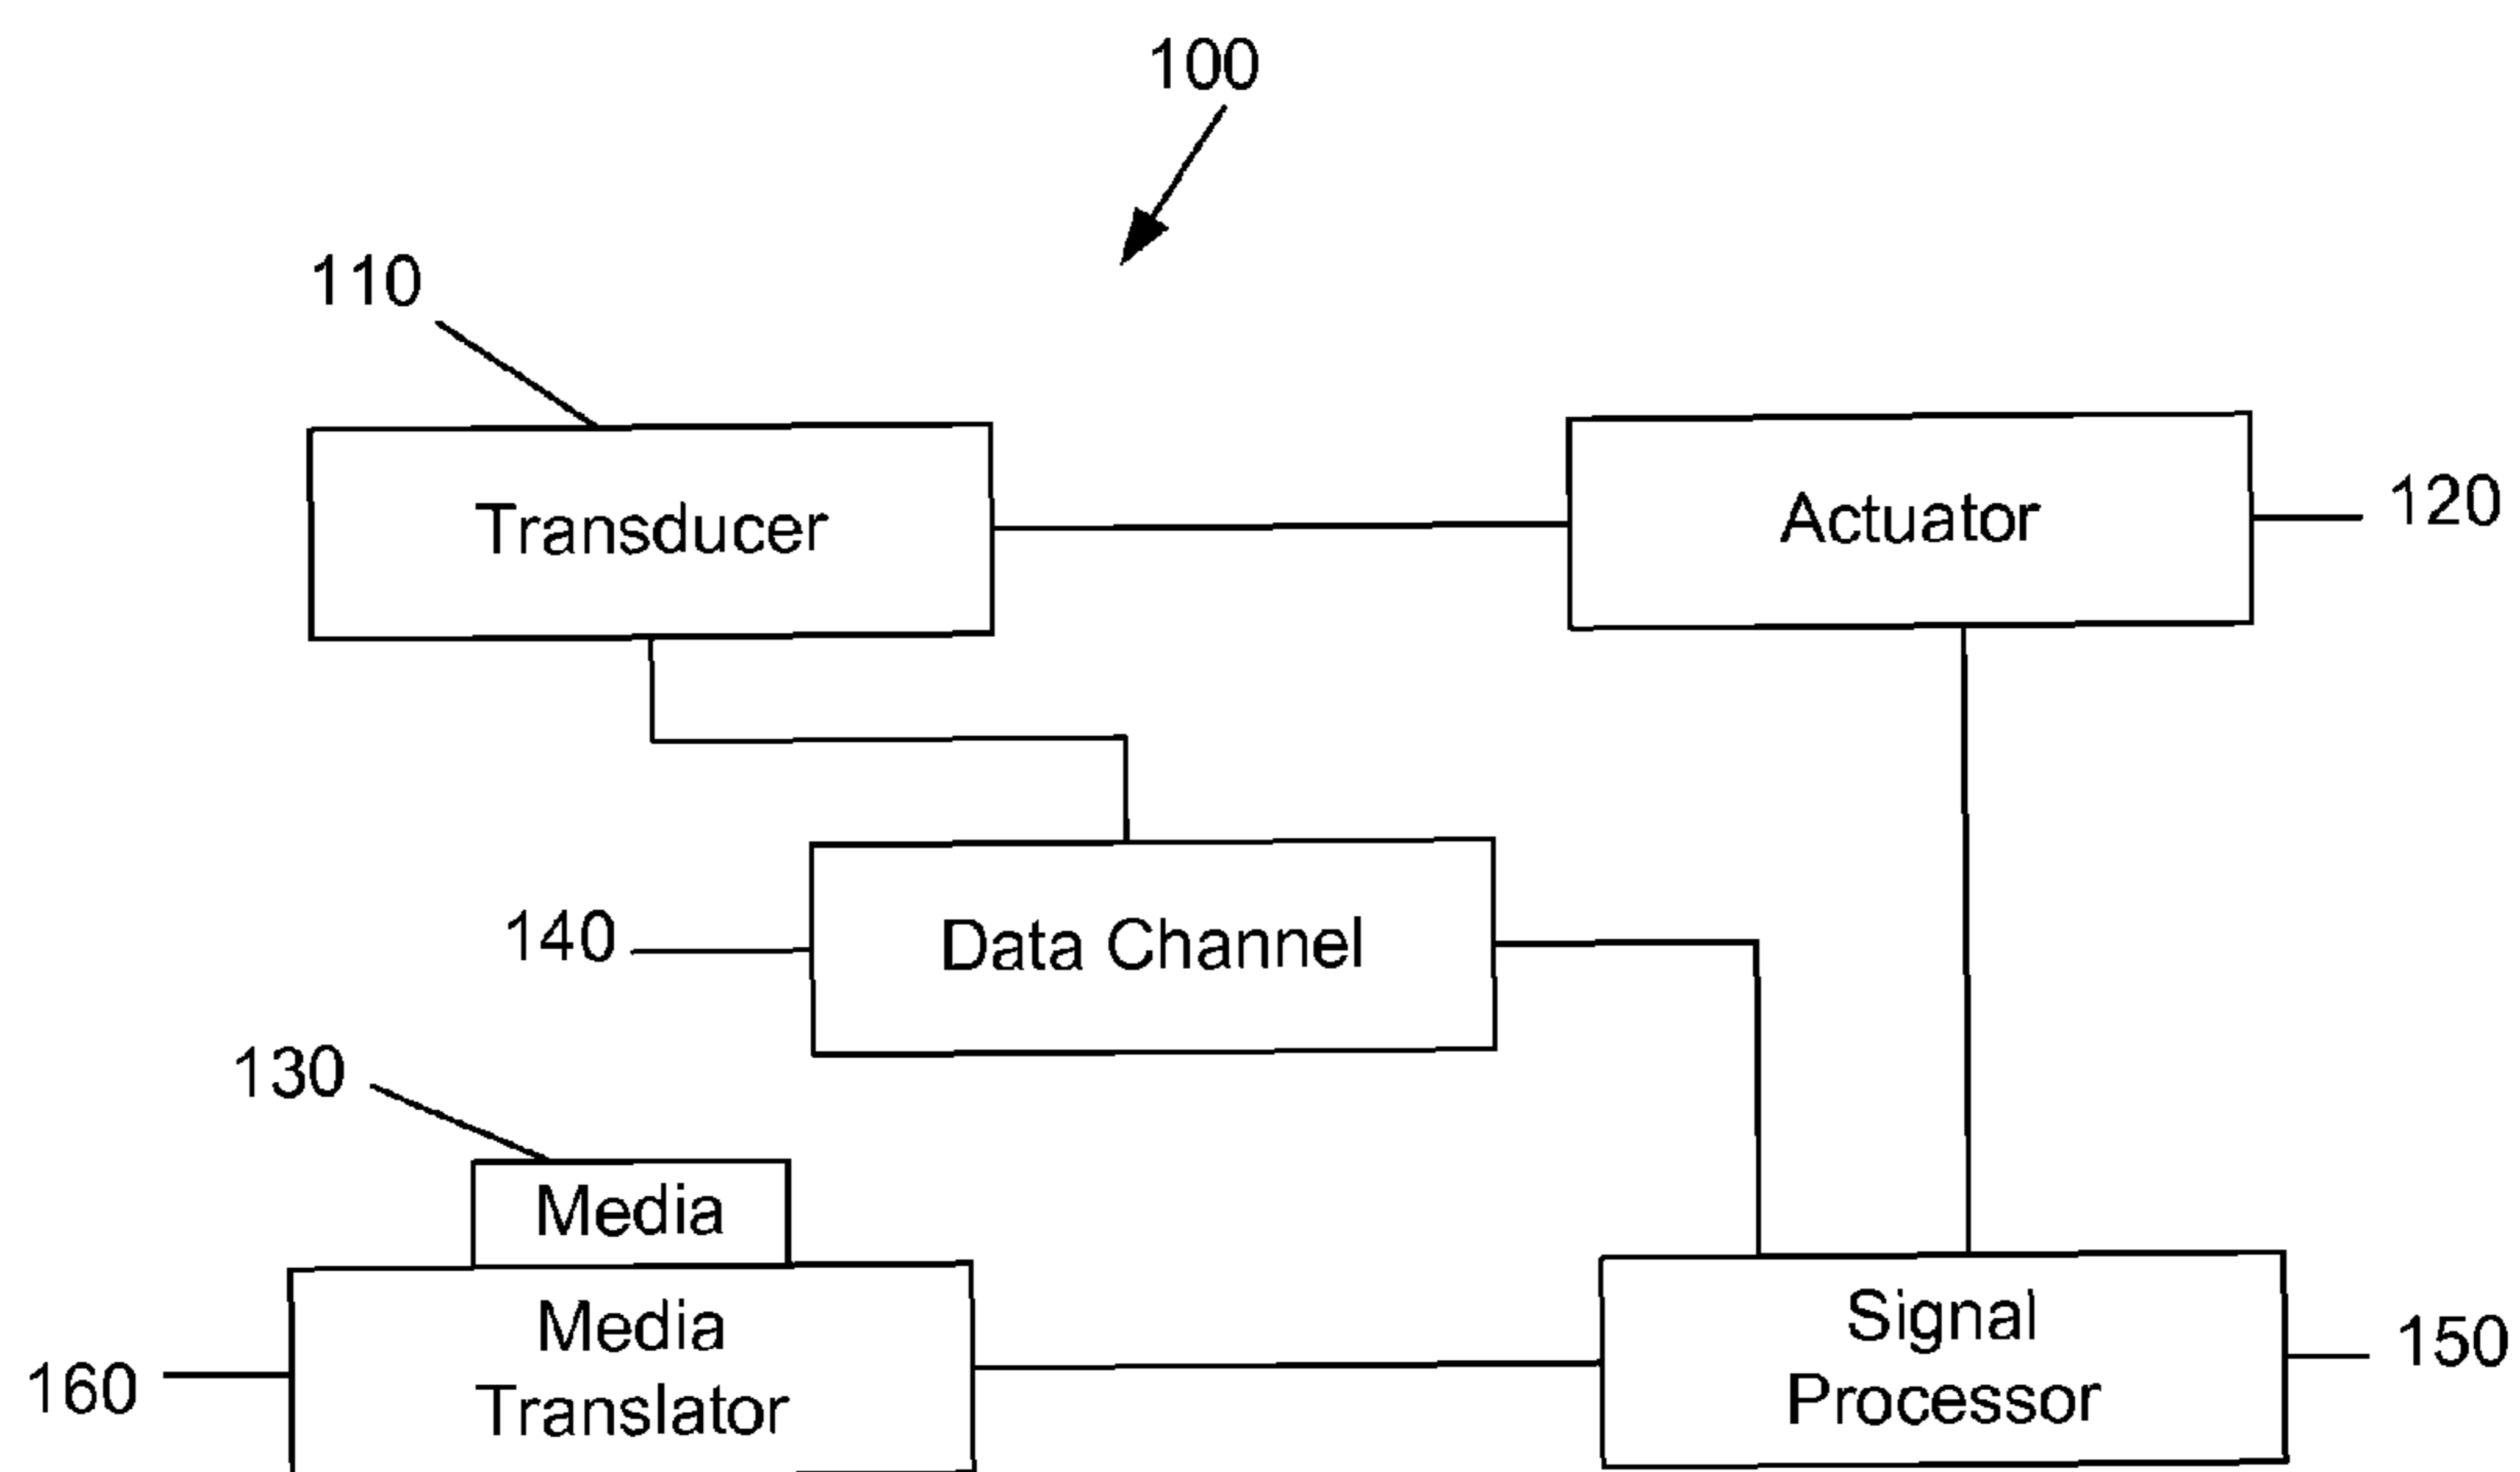 100
110
Transducer
Actuator
120
140
Data Channel
130
Media
Media
Translator
160
Signal
Processor
150